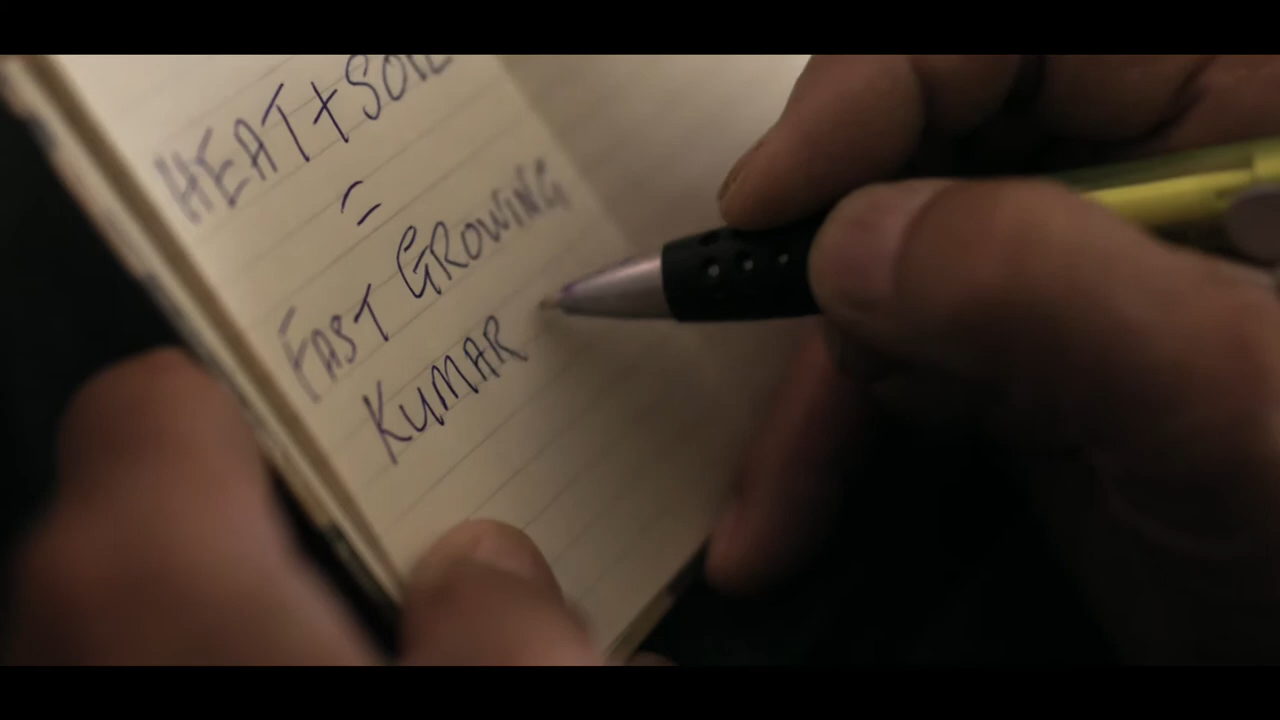 HEAT + SOIL
=
FAST GROWING
KUMAR